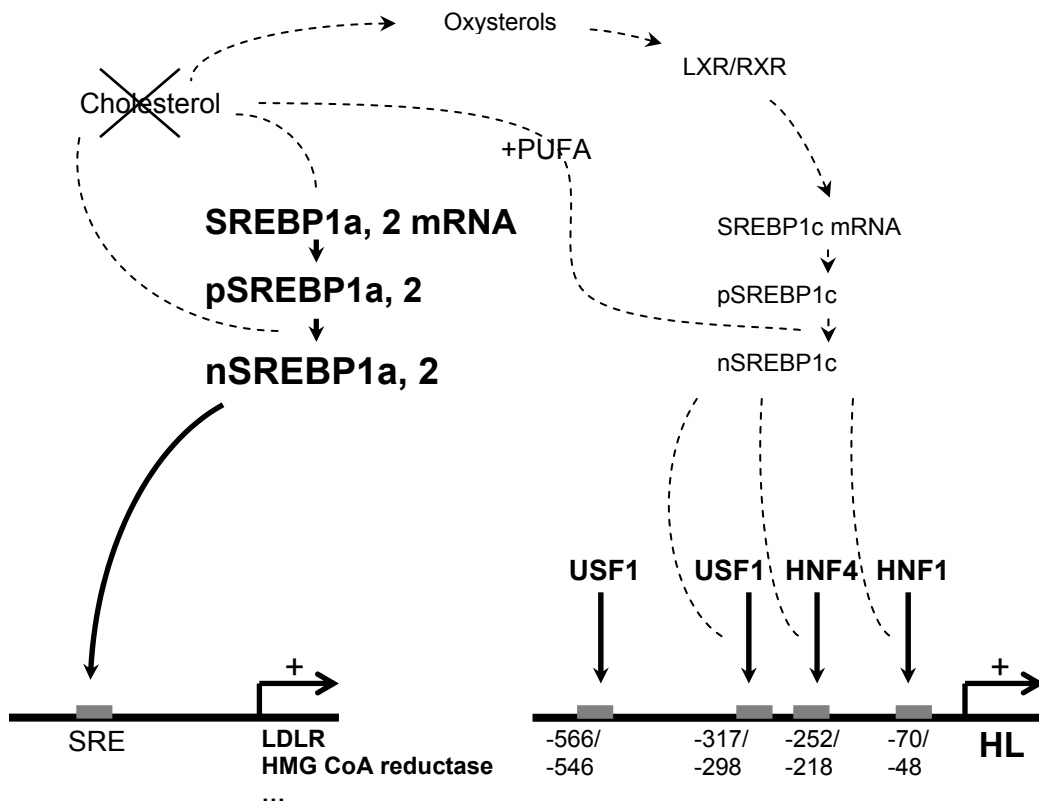 Oxysterols
LXR/RXR
Cholesterol
+PUFA
SREBP1a, 2 mRNA
SREBP1c mRNA
pSREBP1a, 2
pSREBP1c
nSREBP1a, 2
nSREBP1c
USF1 USF1 HNF4 HNF1
+ +
SRE
LDLR
HMG CoA reductase
...
-566/ -317/ -252/ -70/
-546 -298 -218 -48
HL